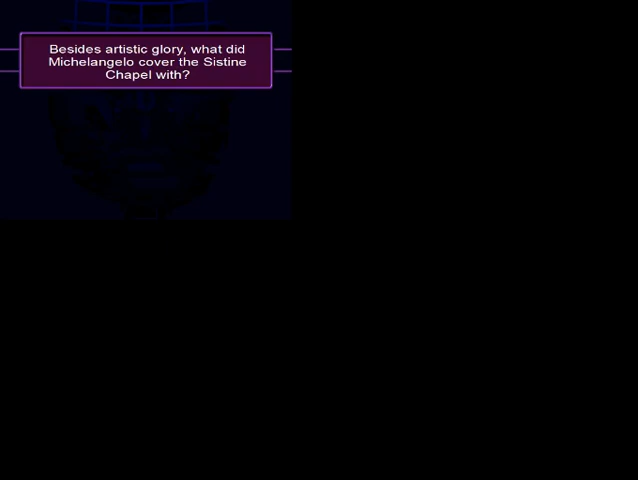 Besides artistic glory, what did
Michelangelo cover the Sistine
Chapel with?